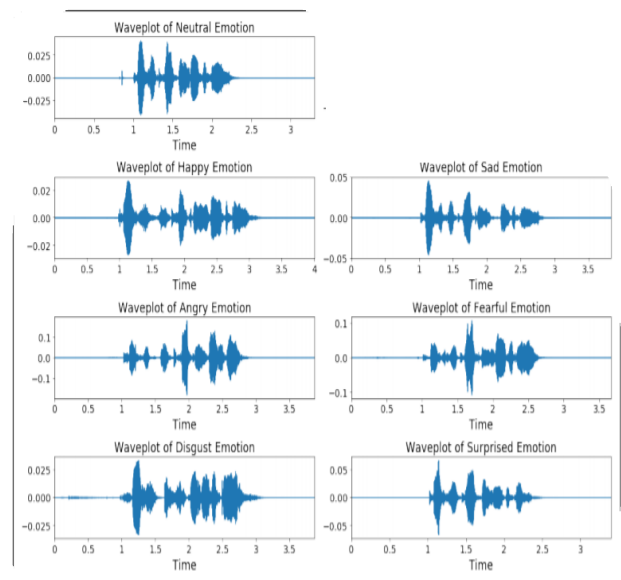 Waveplot of Neutral Emotion
0.025
0.000
−0.025
0 0.5 1 1.5 2 2.5 3
Time
Waveplot of Happy Emotion
0.02
0.00
−0.02
0 0.5 1 1.5 2 2.5 3 3.5 4
Time
Waveplot of Sad Emotion
0.05
0.00
−0.05
0 0.5 1 1.5 2 2.5 3 3.5
Time
Waveplot of Angry Emotion
0.1
0.0
−0.1
0 0.5 1 1.5 2 2.5 3 3.5
Time
Waveplot of Fearful Emotion
0.1
0.0
−0.1
0 0.5 1 1.5 2 2.5 3 3.5
Time
Waveplot of Disgust Emotion
0.025
0.000
−0.025
0 0.5 1 1.5 2 2.5 3 3.5
Time
Waveplot of Surprised Emotion
0.05
0.00
−0.05
0 0.5 1 1.5 2 2.5 3
Time